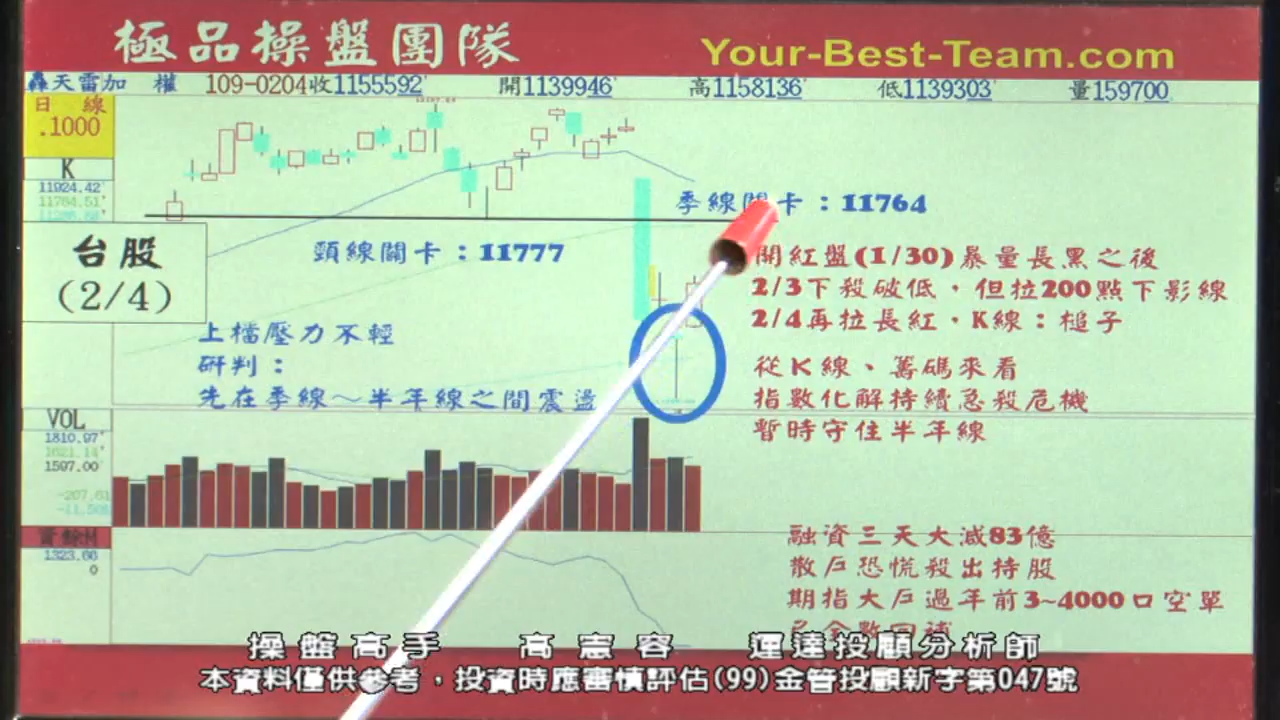 極品操盤團隊
Your-Best-Team.com
轟天雷加 權 109-0204收1155592 開1139946 高1158136 低1139303 量159700
日 線
.1000
K
11924.42
11764.51
季線關卡：11764
台股
(2/4)
頸線關卡：11777
開紅盤(1/30)暴量長黑之後
2/3下殺破低，但拉200點下影線
2/4再拉長紅，K線：槌子
上檔壓力不輕
研判：
先在季線～半年線之間震盪
從K線、籌碼來看
指數化解持續急殺危機
暫時守住半年線
VOL
1810.97
1621.14
1597.00
-207.61
1323.66
0
融資三天大減83億
散戶恐慌殺出持股
期指大戶過年前3~4000口空單
操盤高手 高憲容 運達投顧分析師
本資料僅供參考，投資時應審慎評估(99)金管投顧新字第047號